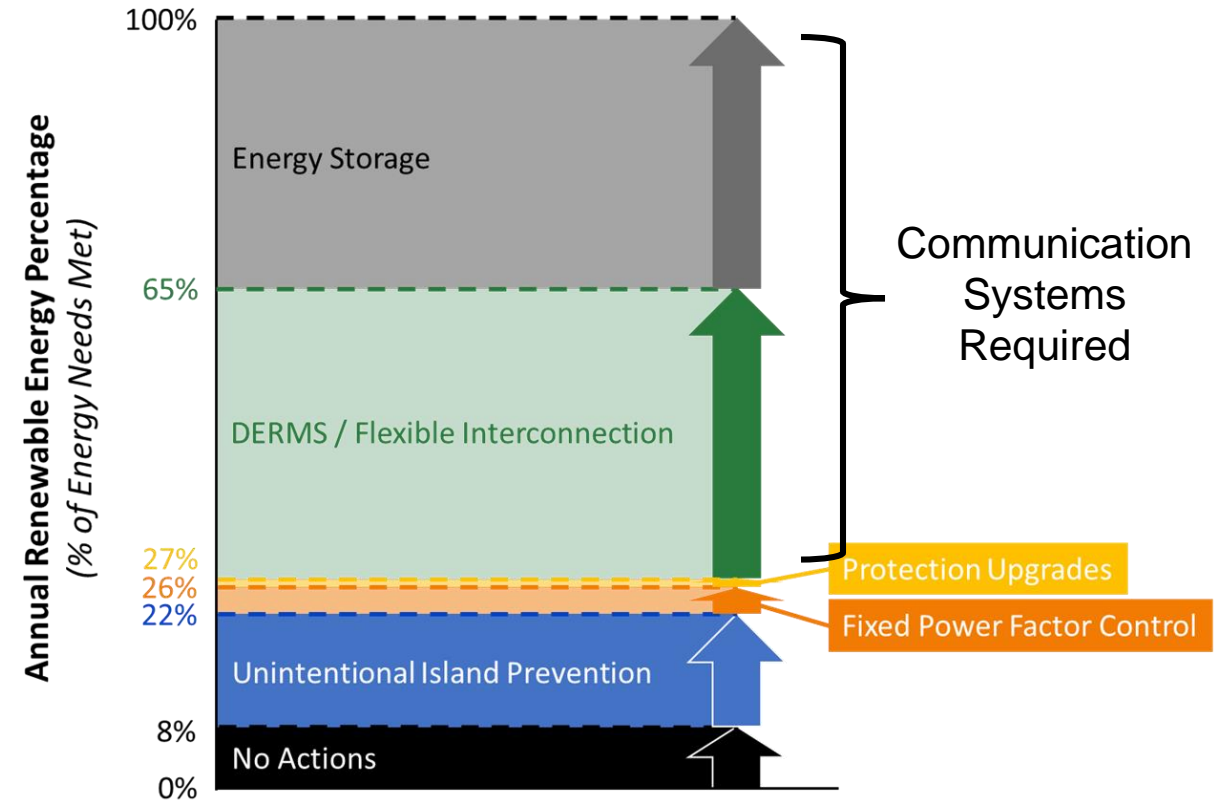 Annual Renewable Energy Percentage
(% of Energy Needs Met)
100%
65%
27%
26%
22%
8%
0%
Energy Storage
DERMS / Flexible Interconnection
Unintentional Island Prevention
No Actions
Communication
Systems
Required
Protection Upgrades
Fixed Power Factor Control